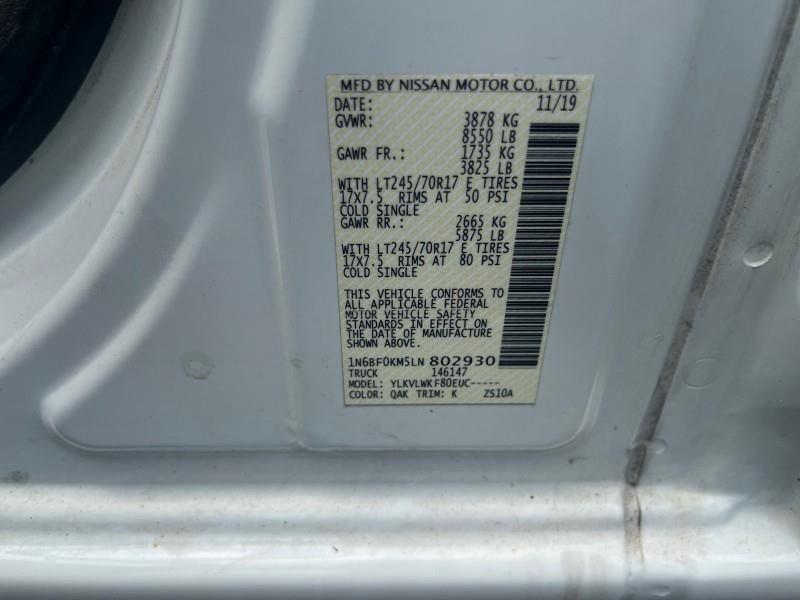 MFD BY NISSAN MOTOR CO., LTD.
DATE: 11/19
GVWR: 3878 KG
8550 LB
GAWR FR.: 1735 KG
3825 LB
WITH LT245/70R17 E TIRES
17X7.5 RIMS AT 50 PSI
COLD SINGLE
GAWR RR.: 2665 KG
5875 LB
WITH LT245/70R17 E TIRES
17X7.5 RIMS AT 80 PSI
COLD SINGLE
THIS VEHICLE CONFORMS TO
ALL APPLICABLE FEDERAL
MOTOR VEHICLE SAFETY
STANDARDS IN EFFECT ON
THE DATE OF MANUFACTURE
SHOWN ABOVE.
1N6BF0KM5LN 802930
TRUCK 146147
MODEL: YLKVLWKF80EUC-----
COLOR: QAK TRIM: K ZS10A